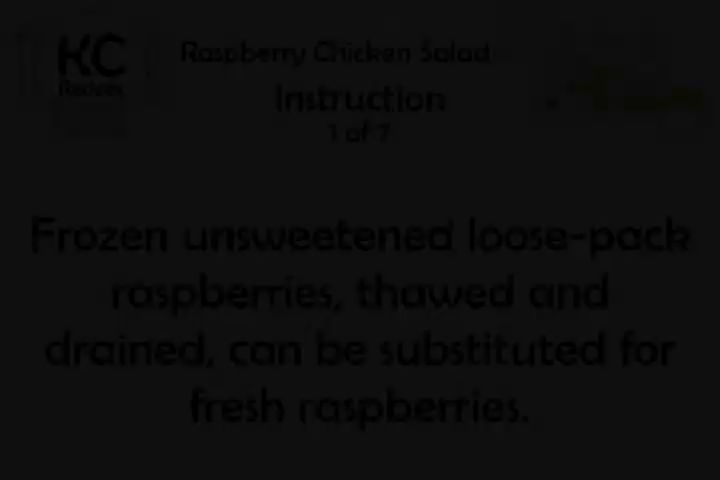 KC
Recipes
Raspberry Chicken Salad
Instruction
1 of 7
Frozen unsweetened loose-pack
raspberries, thawed and
drained, can be substituted for
fresh raspberries.